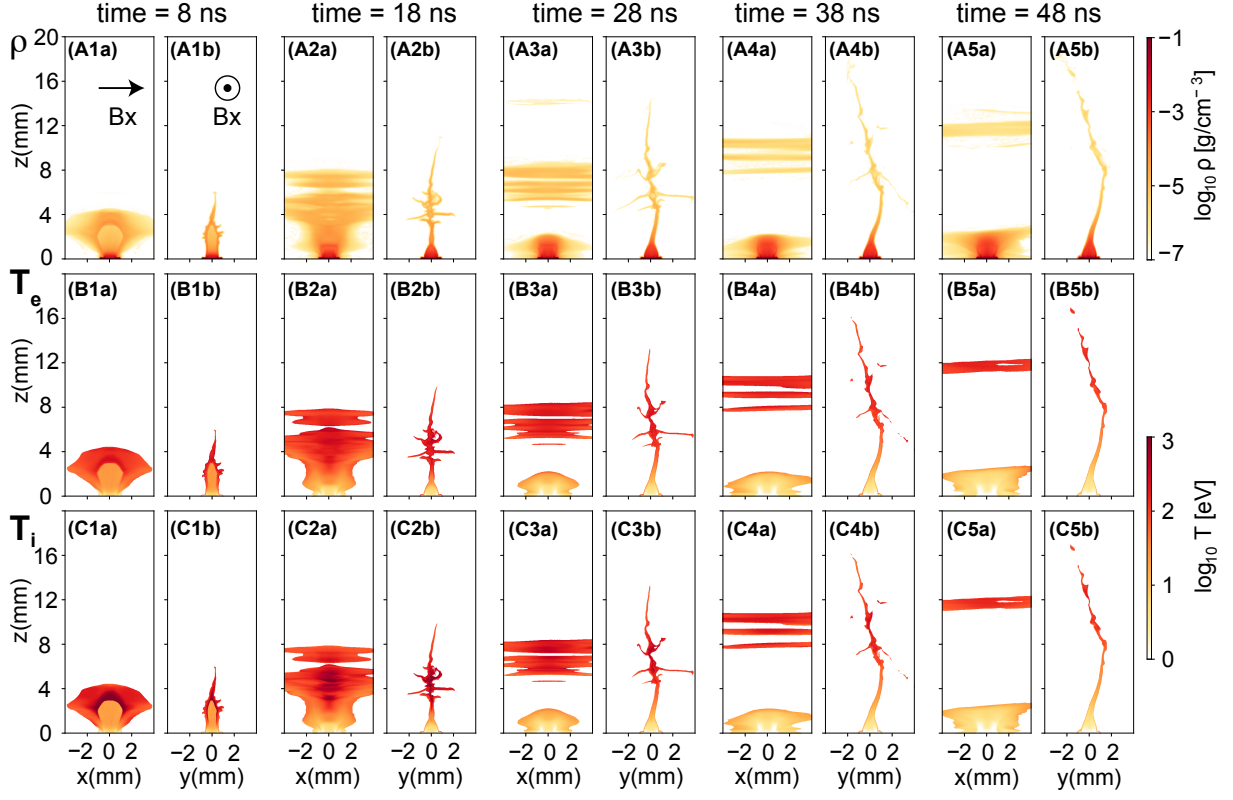 time = 8 ns time = 18 ns time = 28 ns time = 38 ns time = 48 ns
ρ
(A1a) (A1b) (A2a) (A2b) (A3a) (A3b) (A4a) (A4b) (A5a) (A5b)
Bx Bx
z(mm)
20
16
12
8
4
0
−1
−3
−5
−7
log₁₀ ρ [g/cm⁻³]
T_e
(B1a) (B1b) (B2a) (B2b) (B3a) (B3b) (B4a) (B4b) (B5a) (B5b)
z(mm)
16
12
8
4
0
T_i
(C1a) (C1b) (C2a) (C2b) (C3a) (C3b) (C4a) (C4b) (C5a) (C5b)
z(mm)
16
12
8
4
0
3
2
1
0
log₁₀ T [eV]
−2 0 2 −2 0 2 −2 0 2 −2 0 2 −2 0 2 −2 0 2 −2 0 2 −2 0 2 −2 0 2 −2 0 2
x(mm) y(mm) x(mm) y(mm) x(mm) y(mm) x(mm) y(mm) x(mm) y(mm)